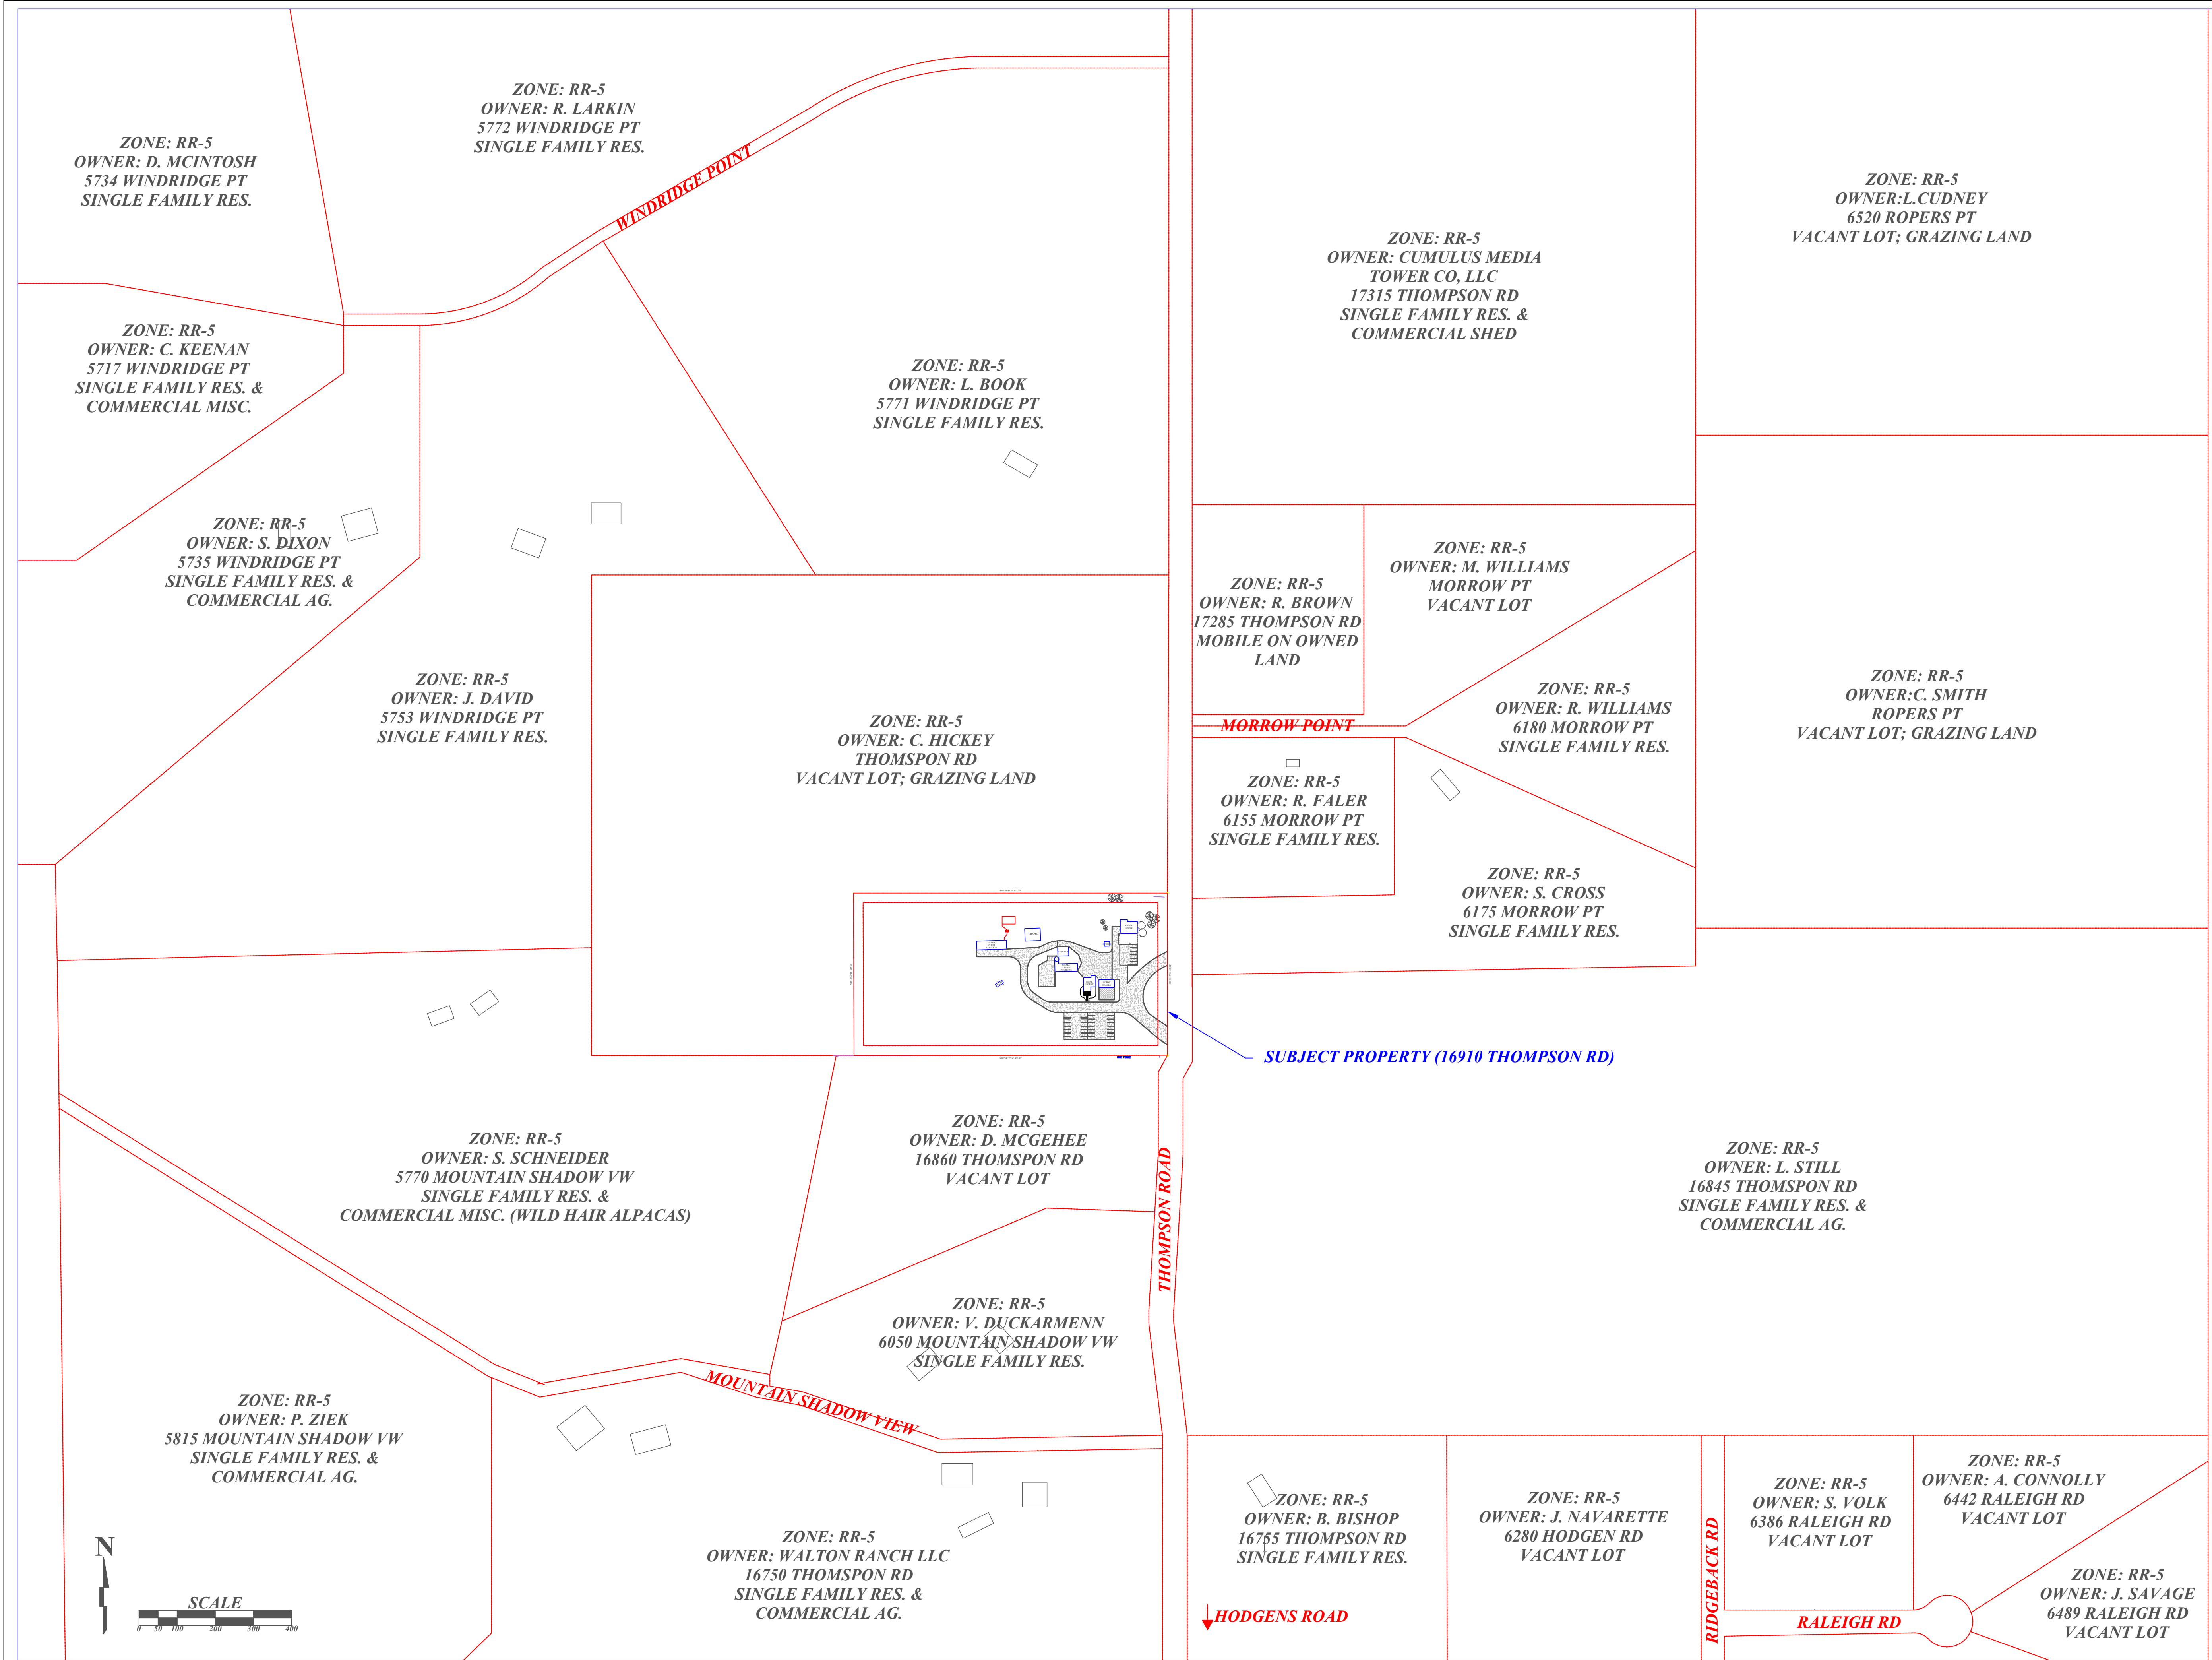 ZONE: RR-5
OWNER: D. MCINTOSH
5734 WINDRIDGE PT
SINGLE FAMILY RES.
ZONE: RR-5
OWNER: R. LARKIN
5772 WINDRIDGE PT
SINGLE FAMILY RES.
WINDRIDGE POINT
ZONE: RR-5
OWNER: CUMULUS MEDIA
TOWER CO, LLC
17315 THOMPSON RD
SINGLE FAMILY RES. &
COMMERCIAL SHED
ZONE: RR-5
OWNER:L.CUDNEY
6520 ROPERS PT
VACANT LOT; GRAZING LAND
ZONE: RR-5
OWNER: C. KEENAN
5717 WINDRIDGE PT
SINGLE FAMILY RES. &
COMMERCIAL MISC.
ZONE: RR-5
OWNER: L. BOOK
5771 WINDRIDGE PT
SINGLE FAMILY RES.
ZONE: RR-5
OWNER: S. DIXON
5735 WINDRIDGE PT
SINGLE FAMILY RES. &
COMMERCIAL AG.
ZONE: RR-5
OWNER: J. DAVID
5753 WINDRIDGE PT
SINGLE FAMILY RES.
ZONE: RR-5
OWNER: C. HICKEY
THOMSPON RD
VACANT LOT; GRAZING LAND
ZONE: RR-5
OWNER: R. BROWN
17285 THOMPSON RD
MOBILE ON OWNED
LAND
ZONE: RR-5
OWNER: M. WILLIAMS
MORROW PT
VACANT LOT
ZONE: RR-5
OWNER: R. WILLIAMS
6180 MORROW PT
SINGLE FAMILY RES.
MORROW POINT
ZONE: RR-5
OWNER:C. SMITH
ROPERS PT
VACANT LOT; GRAZING LAND
ZONE: RR-5
OWNER: R. FALER
6155 MORROW PT
SINGLE FAMILY RES.
ZONE: RR-5
OWNER: S. CROSS
6175 MORROW PT
SINGLE FAMILY RES.
SUBJECT PROPERTY (16910 THOMPSON RD)
ZONE: RR-5
OWNER: S. SCHNEIDER
5770 MOUNTAIN SHADOW VW
SINGLE FAMILY RES. &
COMMERCIAL MISC. (WILD HAIR ALPACAS)
ZONE: RR-5
OWNER: D. MCGEHEE
16860 THOMSPON RD
VACANT LOT
THOMPSON ROAD
ZONE: RR-5
OWNER: L. STILL
16845 THOMSPON RD
SINGLE FAMILY RES. &
COMMERCIAL AG.
ZONE: RR-5
OWNER: V. DUCKARMENN
6050 MOUNTAIN SHADOW VW
SINGLE FAMILY RES.
MOUNTAIN SHADOW VIEW
ZONE: RR-5
OWNER: P. ZIEK
5815 MOUNTAIN SHADOW VW
SINGLE FAMILY RES. &
COMMERCIAL AG.
ZONE: RR-5
OWNER: WALTON RANCH LLC
16750 THOMSPON RD
SINGLE FAMILY RES. &
COMMERCIAL AG.
ZONE: RR-5
OWNER: B. BISHOP
16755 THOMPSON RD
SINGLE FAMILY RES.
ZONE: RR-5
OWNER: J. NAVARETTE
6280 HODGEN RD
VACANT LOT
RIDGEBACK RD
ZONE: RR-5
OWNER: S. VOLK
6386 RALEIGH RD
VACANT LOT
ZONE: RR-5
OWNER: A. CONNOLLY
6442 RALEIGH RD
VACANT LOT
ZONE: RR-5
OWNER: J. SAVAGE
6489 RALEIGH RD
VACANT LOT
RALEIGH RD
HODGENS ROAD
N
SCALE
0 50 100 200 300 400